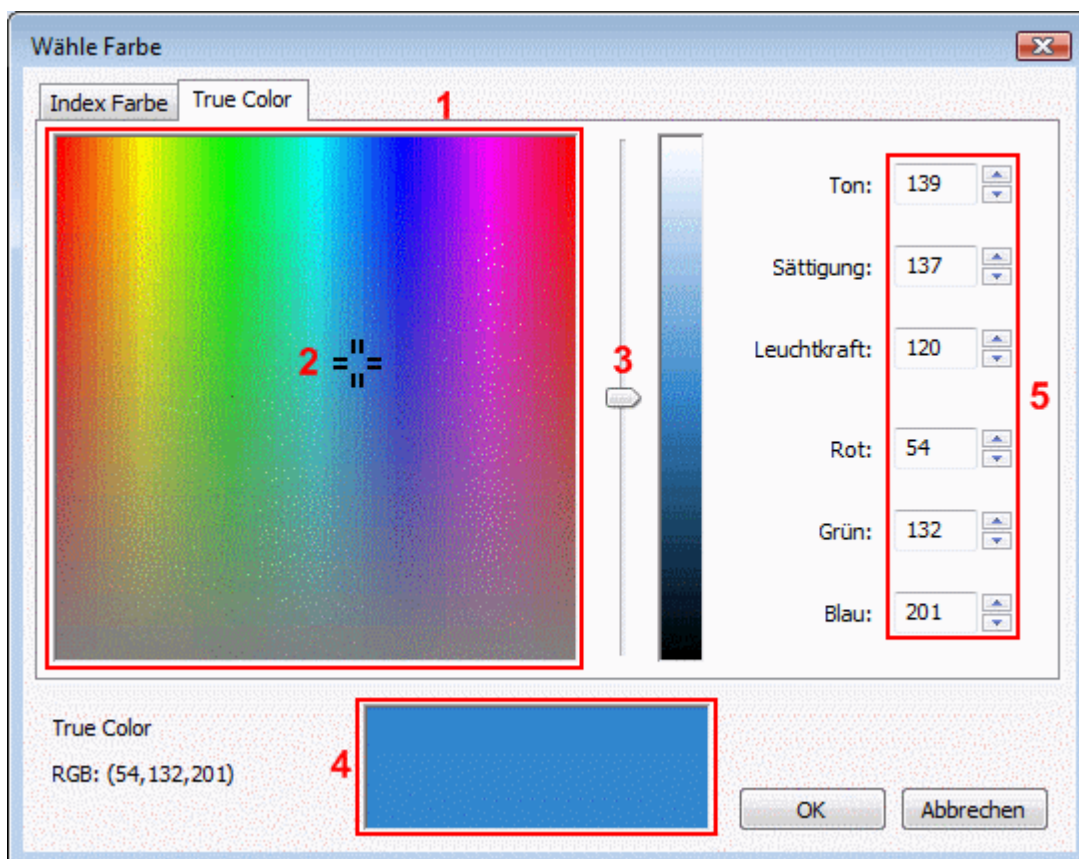 Wähle Farbe
Index Farbe True Color
1
Ton: 139
Sättigung: 137
2
3
Leuchtkraft: 120
5
Rot: 54
Grün: 132
Blau: 201
True Color
4
RGB: (54,132,201)
OK Abbrechen